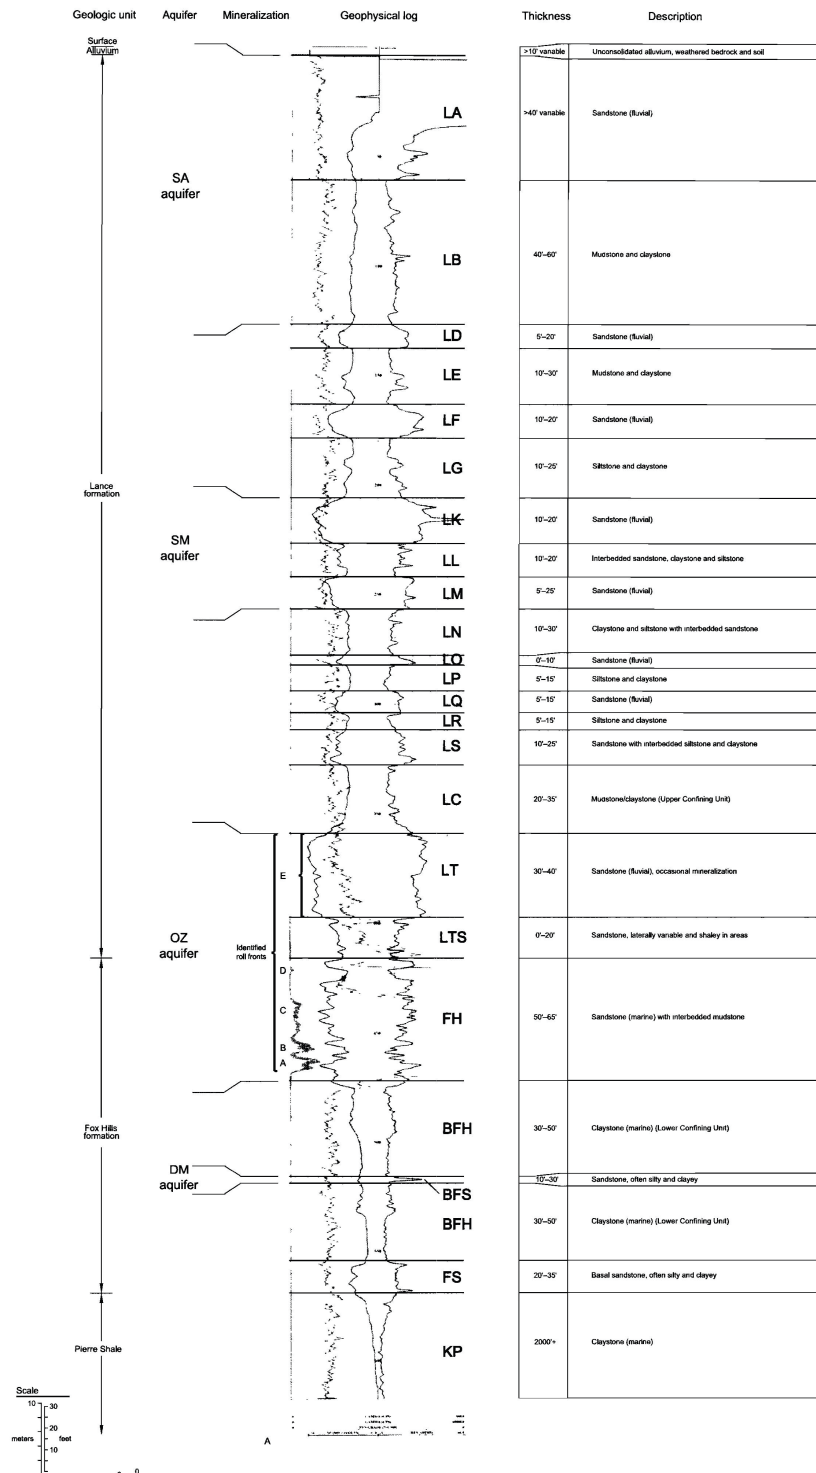 Geologic unit Aquifer Mineralization Geophysical log Thickness Description
Surface
Alluvium
>10' vanable Unconsolidated alluvium, weathered bedrock and soil
LA >40' vanable Sandstone (fluvial)
SA
aquifer
LB 40'–60' Mudstone and claystone
LD 5'–20' Sandstone (fluvial)
LE 10'–30' Mudstone and claystone
LF 10'–20' Sandstone (fluvial)
LG 10'–25' Siltstone and claystone
Lance
formation
LK 10'–20' Sandstone (fluvial)
SM
aquifer
LL 10'–20' Interbedded sandstone, claystone and siltstone
LM 5'–25' Sandstone (fluvial)
LN 10'–30' Claystone and siltstone with interbedded sandstone
LO 0'–10' Sandstone (fluvial)
LP 5'–15' Siltstone and claystone
LQ 5'–15' Sandstone (fluvial)
LR 5'–15' Siltstone and claystone
LS 10'–25' Sandstone with interbedded siltstone and claystone
LC 20'–35' Mudstone/claystone (Upper Confining Unit)
E LT 30'–40' Sandstone (fluvial), occasional mineralization
OZ
aquifer
LTS 0'–20' Sandstone, laterally vanable and shaley in areas
Identified
roll fronts
D
C
FH 50'–65' Sandstone (marine) with interbedded mudstone
B
A
Fox Hills
formation
BFH 30'–50' Claystone (marine) (Lower Confining Unit)
DM
aquifer
10'–30' Sandstone, often silty and clayey
BFS
BFH 30'–50' Claystone (marine) (Lower Confining Unit)
FS 20'–35' Basal sandstone, often silty and clayey
Pierre Shale
KP 2000'+ Claystone (marine)
Scale
10 30
20
meters feet
10
A
0 0